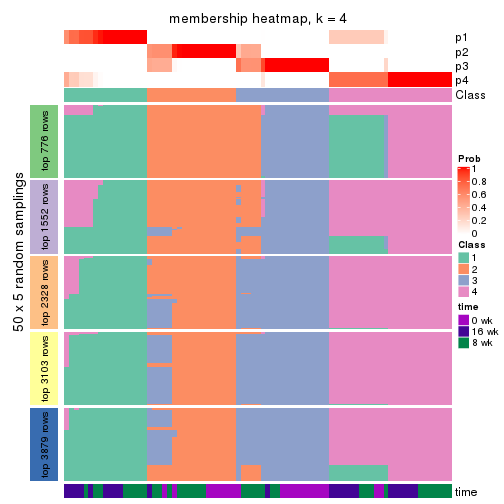 membership heatmap, k = 4
p1
p2
p3
p4
Class
50 x 5 random samplings
top 776 rows
top 1552 rows
top 2328 rows
top 3103 rows
top 3879 rows
time
Prob
1
0.8
0.6
0.4
0.2
0
Class
1
2
3
4
time
0 wk
16 wk
8 wk